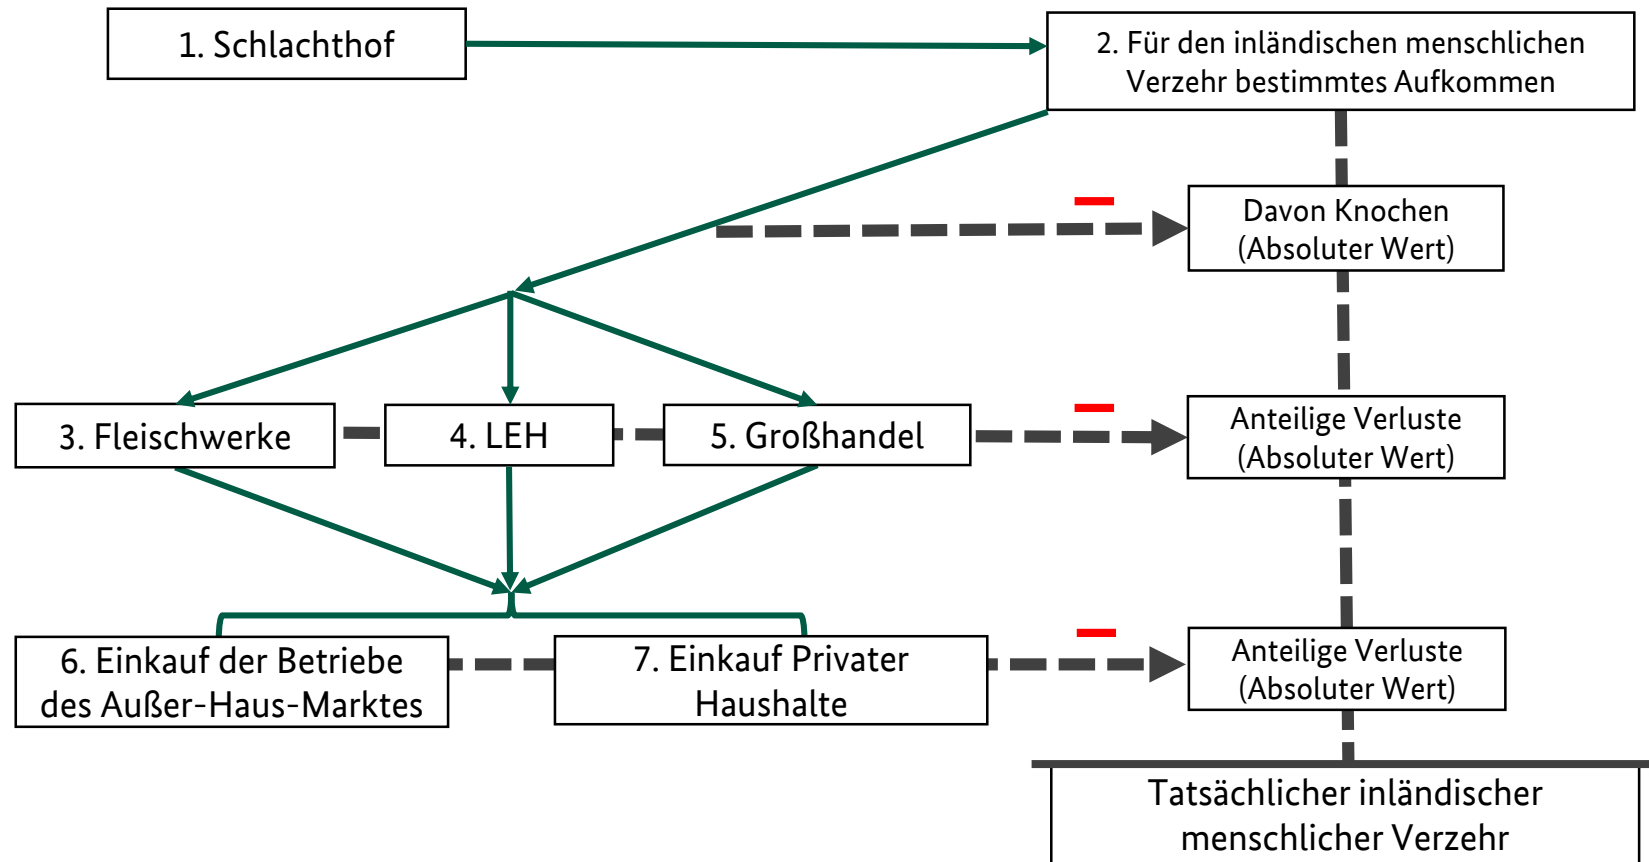 1. Schlachthof
2. Für den inländischen menschlichen
Verzehr bestimmtes Aufkommen
Davon Knochen
(Absoluter Wert)
3. Fleischwerke
4. LEH
5. Großhandel
Anteilige Verluste
(Absoluter Wert)
6. Einkauf der Betriebe
des Außer-Haus-Marktes
7. Einkauf Privater
Haushalte
Anteilige Verluste
(Absoluter Wert)
Tatsächlicher inländischer
menschlicher Verzehr